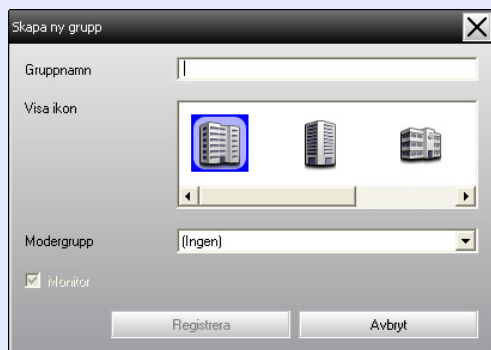 Skapa ny grupp
Gruppnamn
Visa ikon
Modergrupp (Ingen)
Monitor
Registrera Avbryt